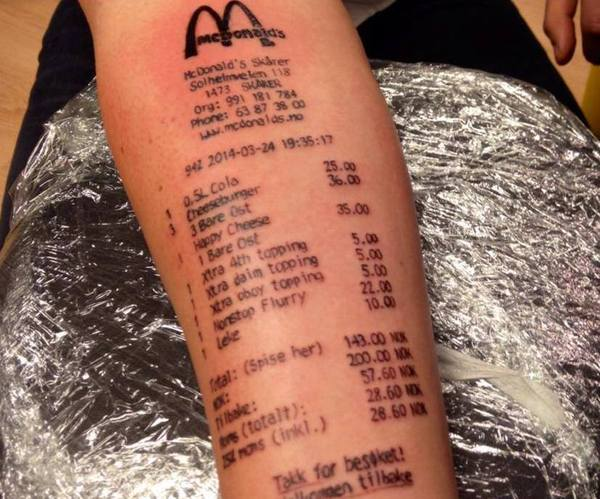 McDonald's
McDonald's Skårer
Solheimveien 118
1473 SKÅRER
Org: 991 181 784
Phone: 63 87 38 00
www.mcdonalds.no
942 2014-03-24 19:35:17
1 0.5L Cola 25.00
3 Cheeseburger 36.00
3 Bare Ost
1 Happy Cheese 35.00
1 Bare Ost
1 Xtra 4th topping 5.00
1 Xtra daim topping 5.00
1 Xtra oboy topping 5.00
1 NonStop Flurry 22.00
1 Leke 10.00
Total: (Spise her) 143.00 NOK
NOK: 200.00 NOK
Tilbake: 57.60 NOK
moms (totalt): 28.60 NOK
25% moms (inkl.) 28.60 NOK
Takk for besøket!
Velkommen tilbake